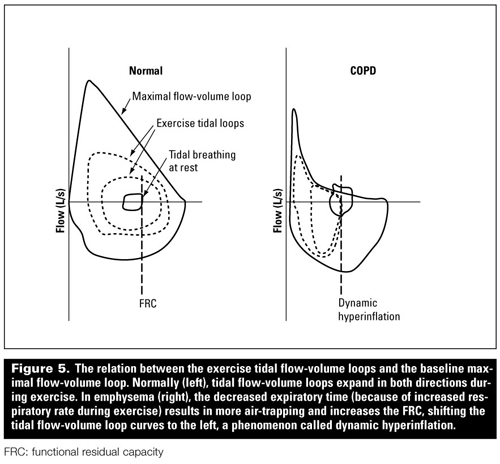 Normal
COPD
Maximal flow-volume loop
Exercise tidal loops
Tidal breathing
at rest
Flow (L/s)
Flow (L/s)
FRC
Dynamic
hyperinflation
Figure 5. The relation between the exercise tidal flow-volume loops and the baseline max-
imal flow-volume loop. Normally (left), tidal flow-volume loops expand in both directions dur-
ing exercise. In emphysema (right), the decreased expiratory time (because of increased res-
piratory rate during exercise) results in more air-trapping and increases the FRC, shifting the
tidal flow-volume loop curves to the left, a phenomenon called dynamic hyperinflation.
FRC: functional residual capacity